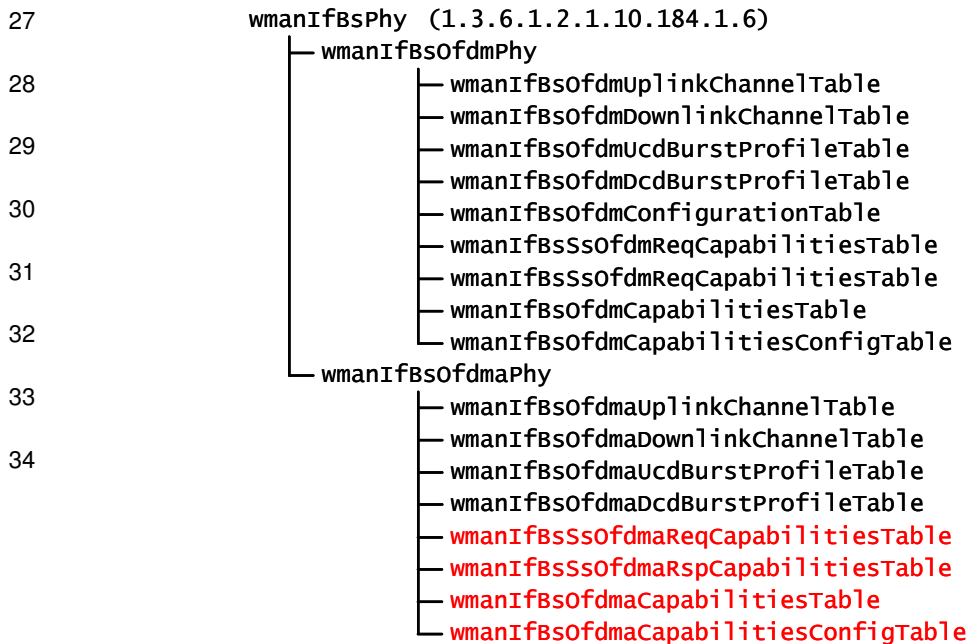 27 wmanIfBsPhy (1.3.6.1.2.1.10.184.1.6)
wmanIfBsOfdmPhy
28 wmanIfBsOfdmUplinkChannelTable
wmanIfBsOfdmDownlinkChannelTable
29 wmanIfBsOfdmUcdBurstProfileTable
wmanIfBsOfdmDcdBurstProfileTable
30 wmanIfBsOfdmConfigurationTable
wmanIfBsSsOfdmReqCapabilitiesTable
31 wmanIfBsSsOfdmReqCapabilitiesTable
wmanIfBsOfdmCapabilitiesTable
32 wmanIfBsOfdmCapabilitiesConfigTable
wmanIfBsOfdmaPhy
33 wmanIfBsOfdmaUplinkChannelTable
wmanIfBsOfdmaDownlinkChannelTable
34 wmanIfBsOfdmaUcdBurstProfileTable
wmanIfBsOfdmaDcdBurstProfileTable
wmanIfBsSsOfdmaReqCapabilitiesTable
wmanIfBsSsOfdmaRspCapabilitiesTable
wmanIfBsOfdmaCapabilitiesTable
wmanIfBsOfdmaCapabilitiesConfigTable